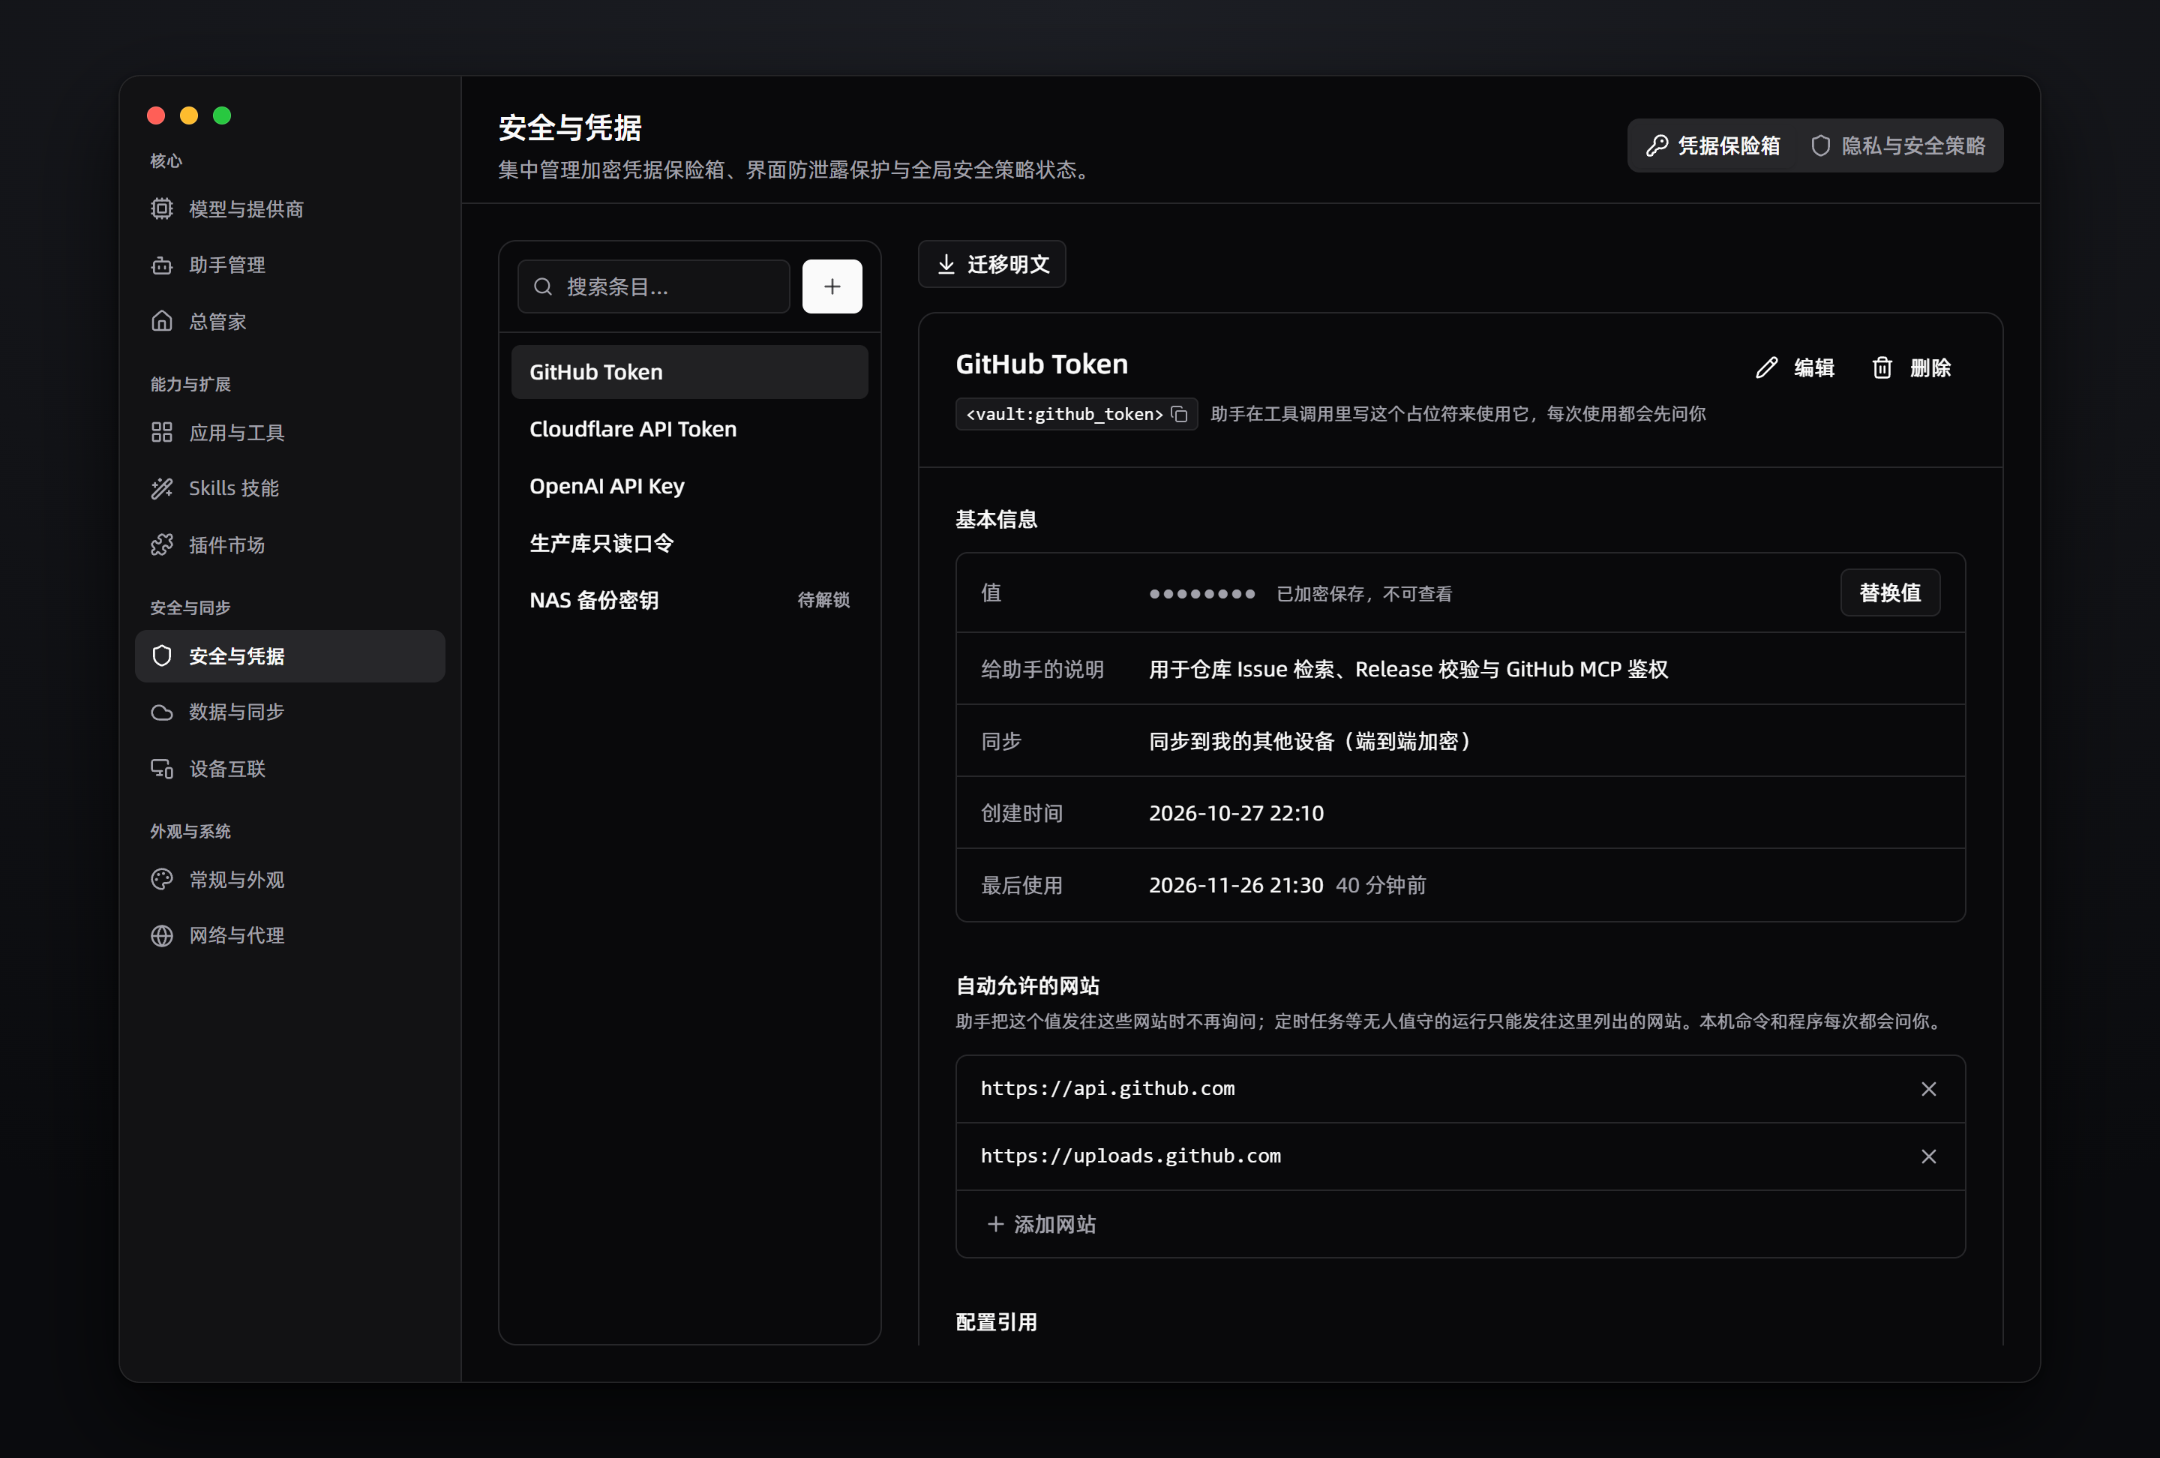 核心
模型与提供商
助手管理
总管家
能力与扩展
应用与工具
Skills 技能
插件市场
安全与同步
安全与凭据
数据与同步
设备互联
外观与系统
常规与外观
网络与代理
安全与凭据
集中管理加密凭据保险箱、界面防泄露保护与全局安全策略状态。
凭据保险箱
隐私与安全策略
搜索条目...
GitHub Token
Cloudflare API Token
OpenAI API Key
生产库只读口令
NAS 备份密钥 待解锁
迁移明文
GitHub Token
编辑
删除
<vault:github_token> 助手在工具调用里写这个占位符来使用它，每次使用都会先问你
基本信息
值 ●●●●●●●● 已加密保存，不可查看 替换值
给助手的说明 用于仓库 Issue 检索、Release 校验与 GitHub MCP 鉴权
同步 同步到我的其他设备（端到端加密）
创建时间 2026-10-27 22:10
最后使用 2026-11-26 21:30 40 分钟前
自动允许的网站
助手把这个值发往这些网站时不再询问；定时任务等无人值守的运行只能发往这里列出的网站。本机命令和程序每次都会问你。
https://api.github.com
https://uploads.github.com
添加网站
配置引用